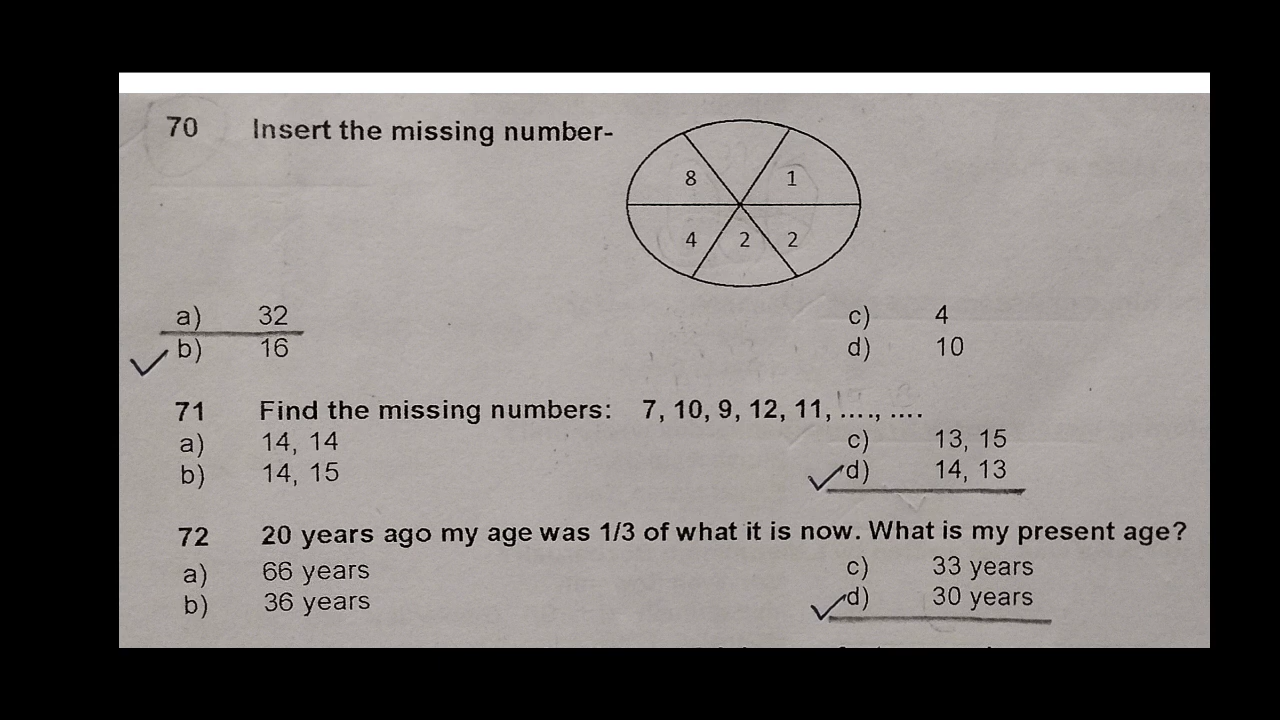 70 Insert the missing number-
8 1
4 2 2
a) 32 c) 4
b) 16 d) 10
71 Find the missing numbers: 7, 10, 9, 12, 11, ...., ....
a) 14, 14 c) 13, 15
b) 14, 15 d) 14, 13
72 20 years ago my age was 1/3 of what it is now. What is my present age?
a) 66 years c) 33 years
b) 36 years d) 30 years